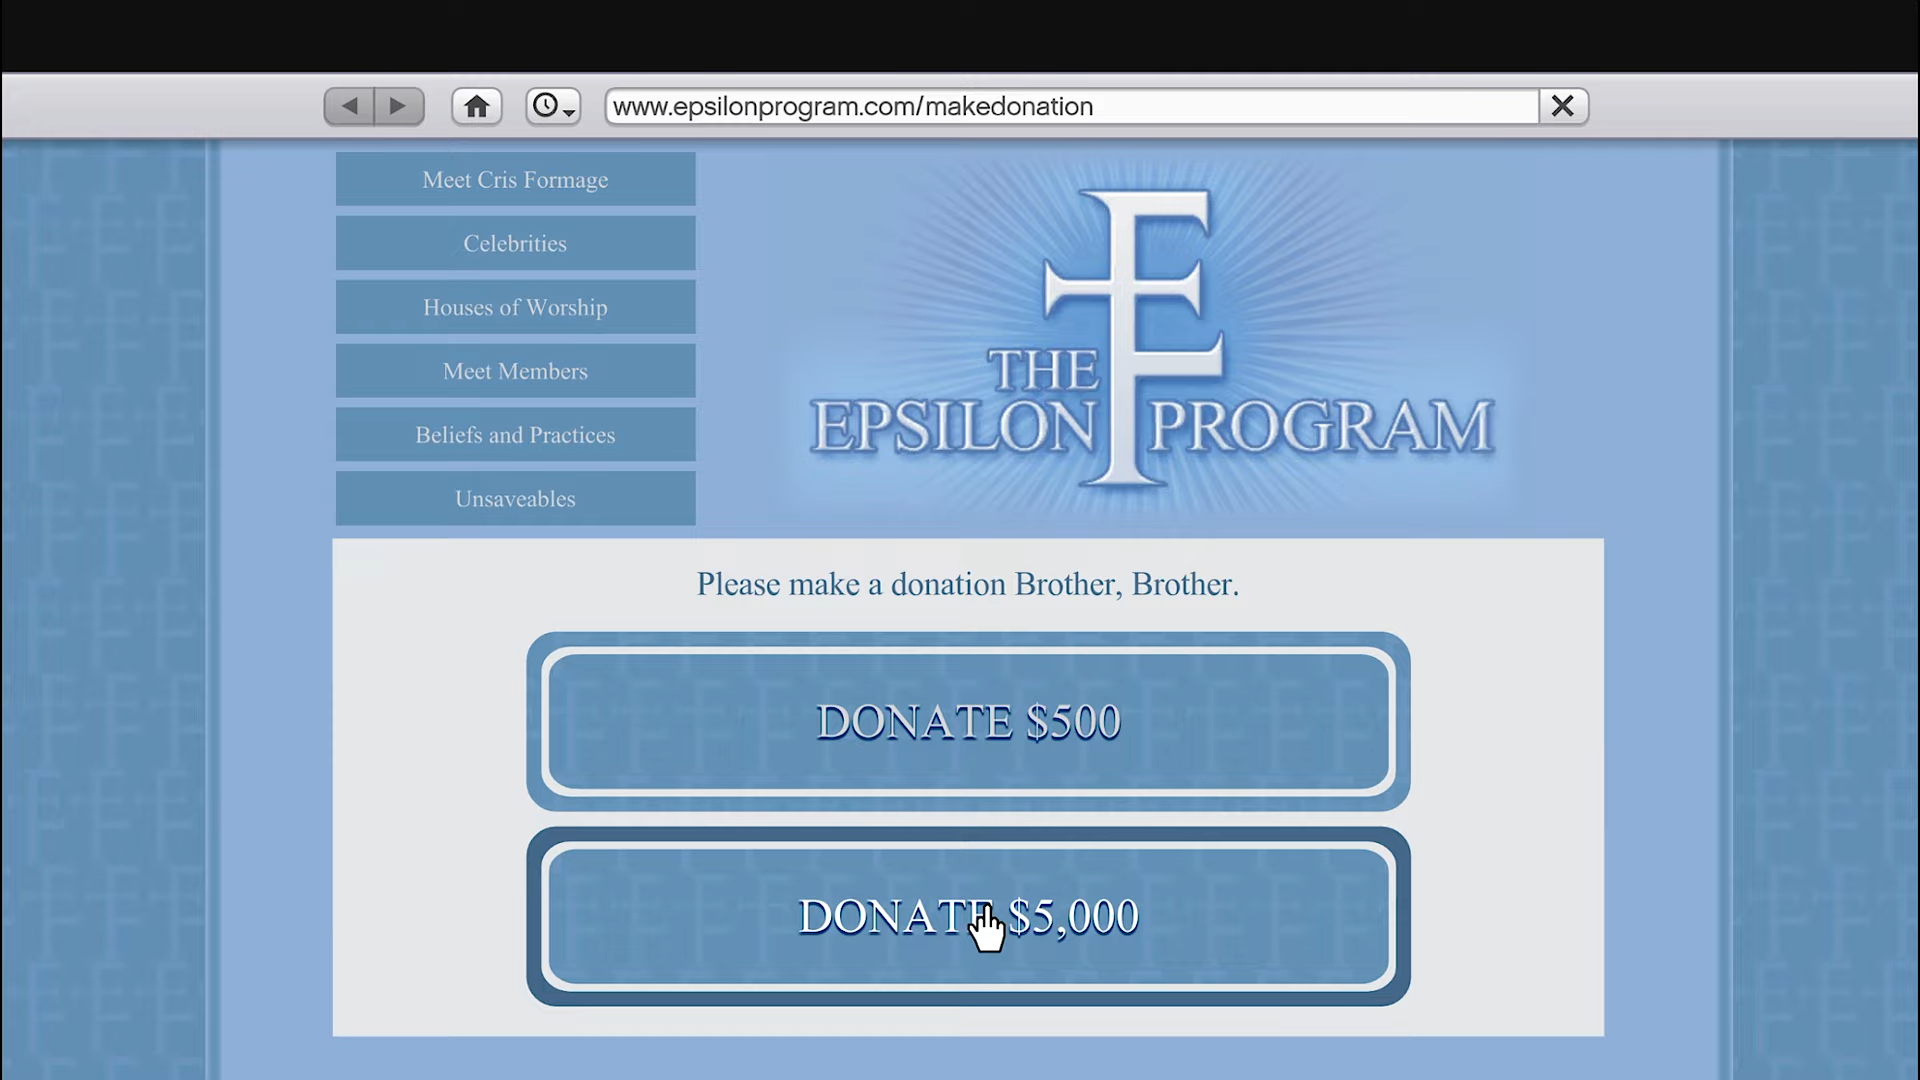 www.epsilonprogram.com/makedonation
Meet Cris Formage
Celebrities
Houses of Worship
Meet Members
Beliefs and Practices
Unsaveables
THE
EPSILON PROGRAM
Please make a donation Brother, Brother.
DONATE $500
DONATE $5,000